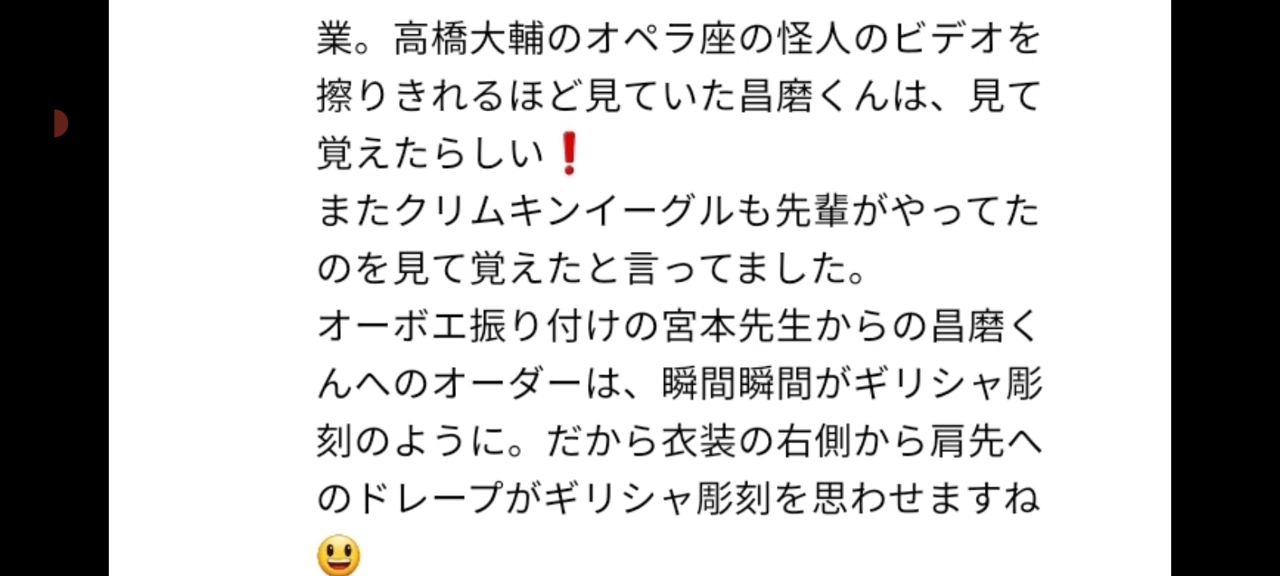 業。高橋大輔のオペラ座の怪人のビデオを
擦りきれるほど見ていた昌磨くんは、見て
覚えたらしい❗
またクリムキンイーグルも先輩がやってた
のを見て覚えたと言ってました。
オーボエ振り付けの宮本先生からの昌磨く
んへのオーダーは、瞬間瞬間がギリシャ彫
刻のように。だから衣装の右側から肩先へ
のドレープがギリシャ彫刻を思わせますね
😃